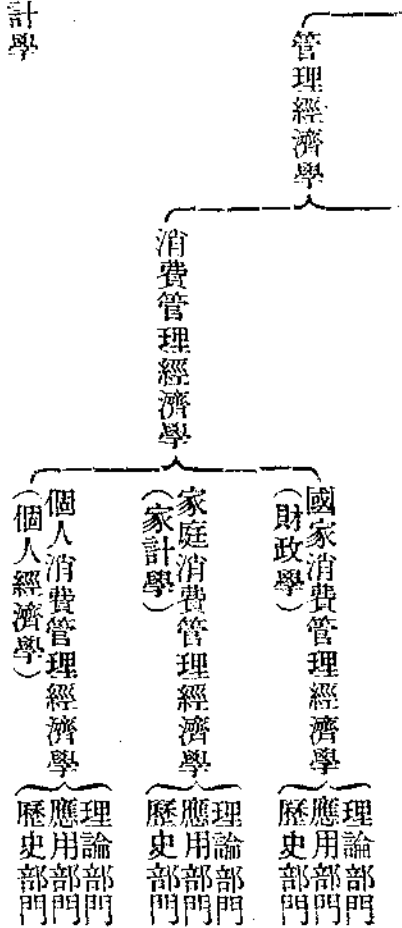 管理經濟學
消費管理經濟學
國家消費管理經濟學
(財政學)
理論部門
應用部門
歷史部門
家庭消費管理經濟學
(家計學)
理論部門
應用部門
歷史部門
個人消費管理經濟學
(個人經濟學)
理論部門
應用部門
歷史部門
計學